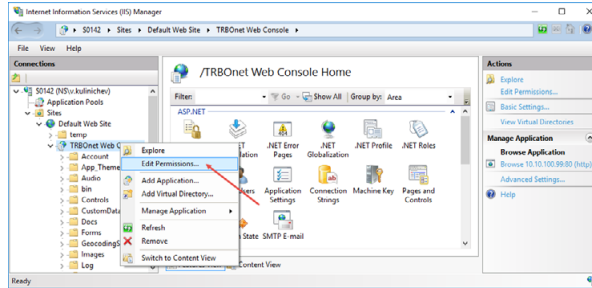 Internet Information Services (IIS) Manager
S0142 Sites Default Web Site TRBOnet Web Console
File View Help
Connections
S0142 (NS\v.kulinichev)
Application Pools
Sites
Default Web Site
temp
TRBOnet Web C
Account
App_Theme
Audio
bin
Controls
CustomData
Docs
Forms
GeocodingS
Images
Log
Explore
Edit Permissions...
Add Application...
Add Virtual Directory...
Manage Application
Refresh
Remove
Switch to Content View
/TRBOnet Web Console Home
Filter: Go Show All Group by: Area
ASP.NET
.NET Error Pages
.NET Globalization
.NET Profile
.NET Roles
Application Settings
Connection Strings
Machine Key
Pages and Controls
State
SMTP E-mail
Content View
Actions
Explore
Edit Permissions...
Basic Settings...
View Virtual Directories
Manage Application
Browse Application
Browse 10.10.100.99:80 (http)
Advanced Settings...
Help
Ready